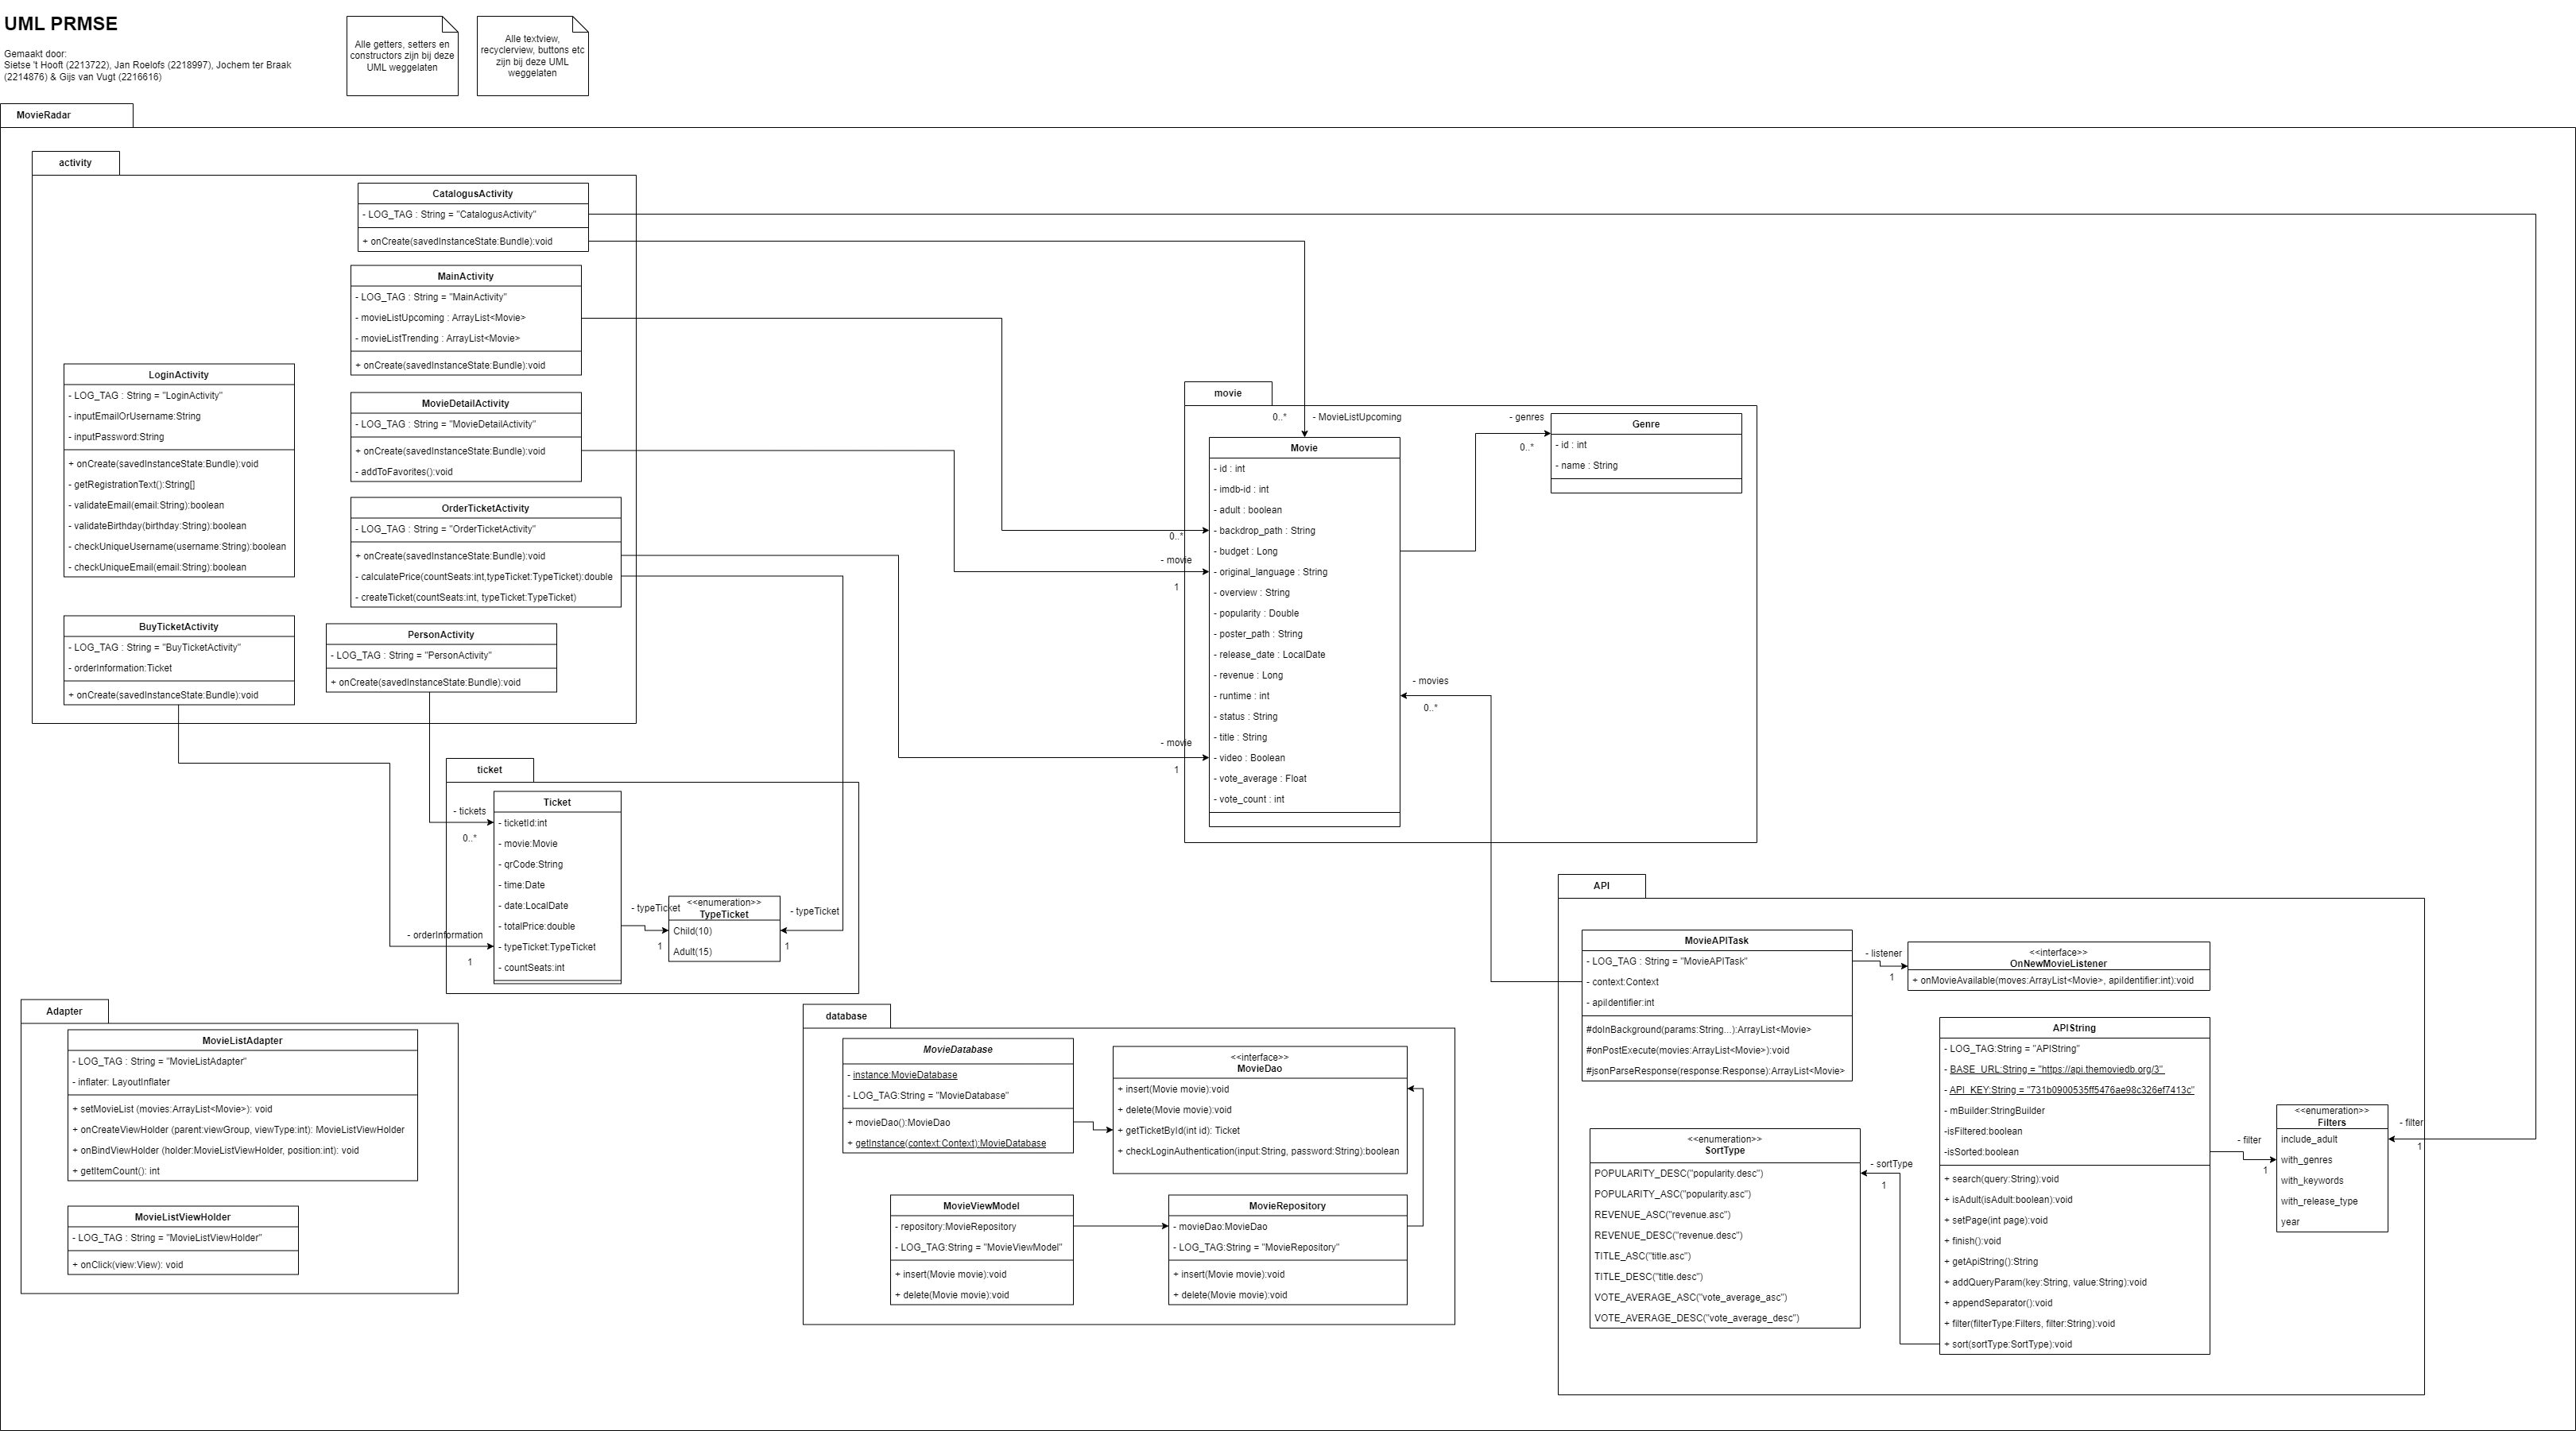 UML PRMSE
Gemaakt door:
Sietse 't Hooft (2213722), Jan Roelofs (2218997), Jochem ter Braak
(2214876) & Gijs van Vugt (2216616)
Alle getters, setters en
constructors zijn bij deze
UML weggelaten
Alle textview,
recyclerview, buttons etc
zijn bij deze UML
weggelaten
MovieRadar
activity
CatalogusActivity
- LOG_TAG : String = "CatalogusActivity"
+ onCreate(savedInstanceState:Bundle):void
MainActivity
- LOG_TAG : String = "MainActivity"
- movieListUpcoming : ArrayList<Movie>
- movieListTrending : ArrayList<Movie>
+ onCreate(savedInstanceState:Bundle):void
LoginActivity
- LOG_TAG : String = "LoginActivity"
- inputEmailOrUsername:String
- inputPassword:String
+ onCreate(savedInstanceState:Bundle):void
- getRegistrationText():String[]
- validateEmail(email:String):boolean
- validateBirthday(birthday:String):boolean
- checkUniqueUsername(username:String):boolean
- checkUniqueEmail(email:String):boolean
MovieDetailActivity
- LOG_TAG : String = "MovieDetailActivity"
+ onCreate(savedInstanceState:Bundle):void
- addToFavorites():void
OrderTicketActivity
- LOG_TAG : String = "OrderTicketActivity"
+ onCreate(savedInstanceState:Bundle):void
- calculatePrice(countSeats:int,typeTicket:TypeTicket):double
- createTicket(countSeats:int, typeTicket:TypeTicket)
BuyTicketActivity
- LOG_TAG : String = "BuyTicketActivity"
- orderInformation:Ticket
+ onCreate(savedInstanceState:Bundle):void
PersonActivity
- LOG_TAG : String = "PersonActivity"
+ onCreate(savedInstanceState:Bundle):void
movie
0..*
- MovieListUpcoming
- genres
0..*
Genre
- id : int
- name : String
Movie
- id : int
- imdb-id : int
- adult : boolean
- backdrop_path : String
- budget : Long
- original_language : String
- overview : String
- popularity : Double
- poster_path : String
- release_date : LocalDate
- revenue : Long
- runtime : int
- status : String
- title : String
- video : Boolean
- vote_average : Float
- vote_count : int
0..*
- movie
1
- movie
1
- movies
0..*
ticket
- tickets
0..*
Ticket
- ticketId:int
- movie:Movie
- qrCode:String
- time:Date
- date:LocalDate
- totalPrice:double
- typeTicket:TypeTicket
- countSeats:int
- orderInformation
1
- typeTicket
1
<<enumeration>>
TypeTicket
Child(10)
Adult(15)
- typeTicket
1
Adapter
MovieListAdapter
- LOG_TAG : String = "MovieListAdapter"
- inflater: LayoutInflater
+ setMovieList (movies:ArrayList<Movie>): void
+ onCreateViewHolder (parent:viewGroup, viewType:int): MovieListViewHolder
+ onBindViewHolder (holder:MovieListViewHolder, position:int): void
+ getItemCount(): int
MovieListViewHolder
- LOG_TAG : String = "MovieListViewHolder"
+ onClick(view:View): void
database
MovieDatabase
- instance:MovieDatabase
- LOG_TAG:String = "MovieDatabase"
+ movieDao():MovieDao
+ getInstance(context:Context):MovieDatabase
<<interface>>
MovieDao
+ insert(Movie movie):void
+ delete(Movie movie):void
+ getTicketById(int id): Ticket
+ checkLoginAuthentication(input:String, password:String):boolean
MovieViewModel
- repository:MovieRepository
- LOG_TAG:String = "MovieViewModel"
+ insert(Movie movie):void
+ delete(Movie movie):void
MovieRepository
- movieDao:MovieDao
- LOG_TAG:String = "MovieRepository"
+ insert(Movie movie):void
+ delete(Movie movie):void
API
MovieAPITask
- LOG_TAG : String = "MovieAPITask"
- context:Context
- apiIdentifier:int
#doInBackground(params:String...):ArrayList<Movie>
#onPostExecute(movies:ArrayList<Movie>):void
#jsonParseResponse(response:Response):ArrayList<Movie>
- listener
1
<<interface>>
OnNewMovieListener
+ onMovieAvailable(moves:ArrayList<Movie>, apiIdentifier:int):void
APIString
- LOG_TAG:String = "APIString"
- BASE_URL:String = "https://api.themoviedb.org/3"
- API_KEY:String = "731b0900535ff5476ae98c326ef7413c"
- mBuilder:StringBuilder
-isFiltered:boolean
-isSorted:boolean
+ search(query:String):void
+ isAdult(isAdult:boolean):void
+ setPage(int page):void
+ finish():void
+ getApiString():String
+ addQueryParam(key:String, value:String):void
+ appendSeparator():void
+ filter(filterType:Filters, filter:String):void
+ sort(sortType:SortType):void
<<enumeration>>
SortType
POPULARITY_DESC("popularity.desc")
POPULARITY_ASC("popularity.asc")
REVENUE_ASC("revenue.asc")
REVENUE_DESC("revenue.desc")
TITLE_ASC("title.asc")
TITLE_DESC("title.desc")
VOTE_AVERAGE_ASC("vote_average_asc")
VOTE_AVERAGE_DESC("vote_average_desc")
- sortType
1
- filter
1
<<enumeration>>
Filters
include_adult
with_genres
with_keywords
with_release_type
year
- filter
1